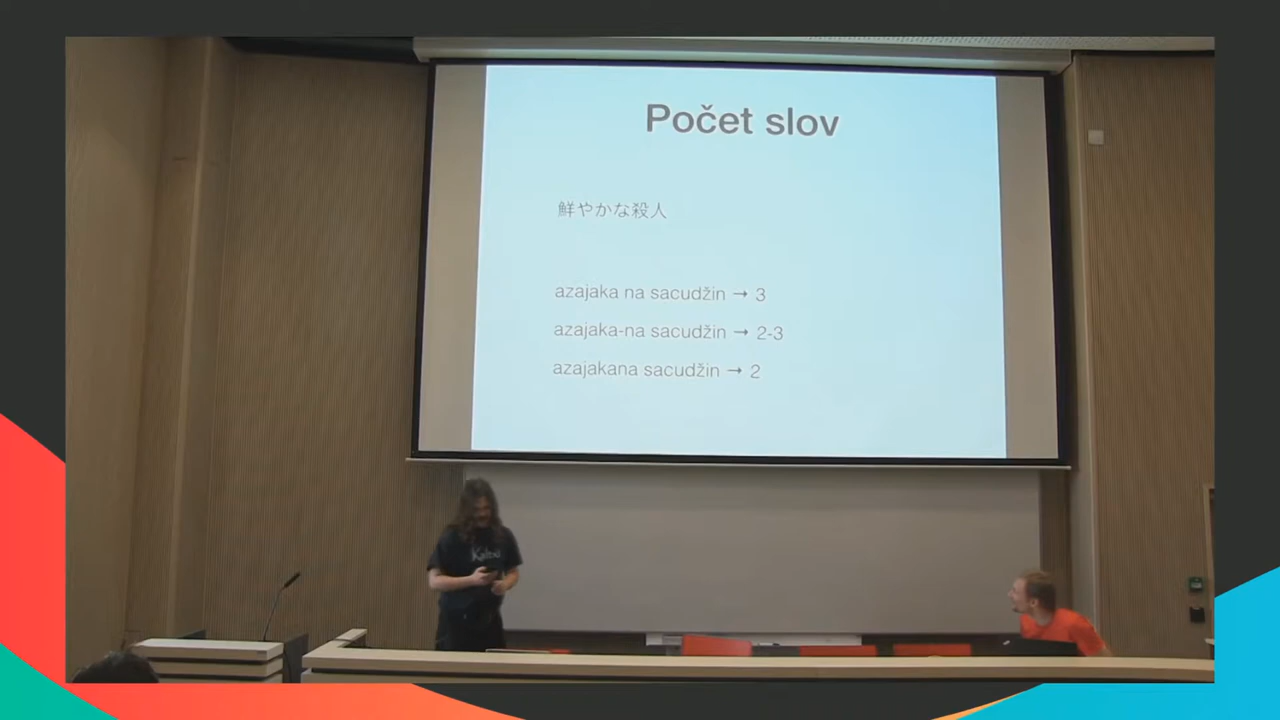 Počet slov
鮮やかな殺人
azajaka na sacudžin → 3
azajaka-na sacudžin → 2-3
azajakana sacudžin → 2